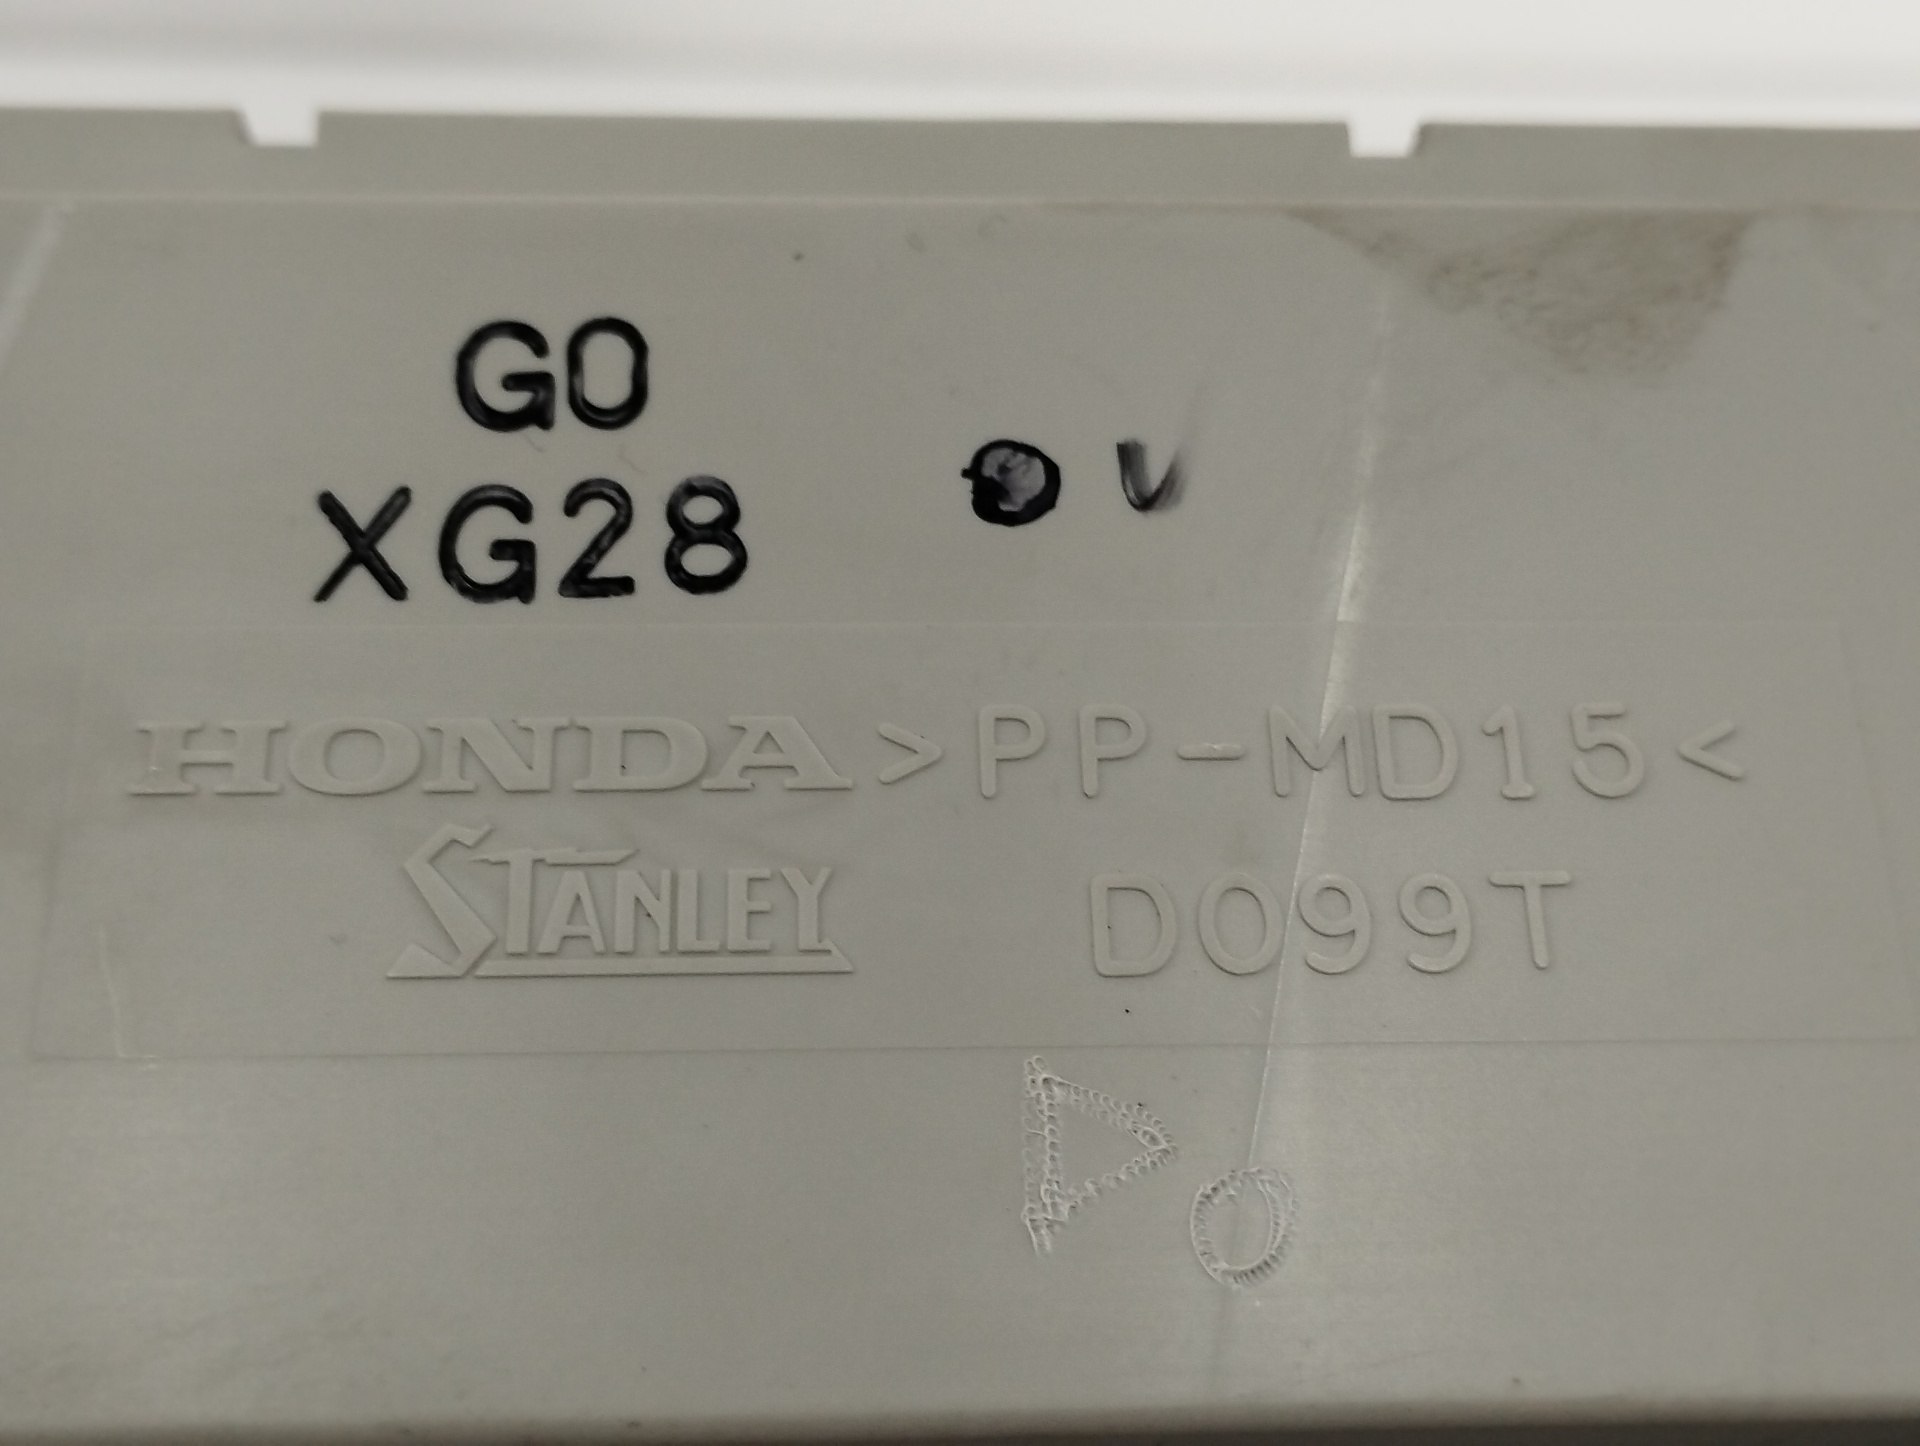 G0
XG28
HONDA >PP-MD15<
STANLEY D099T